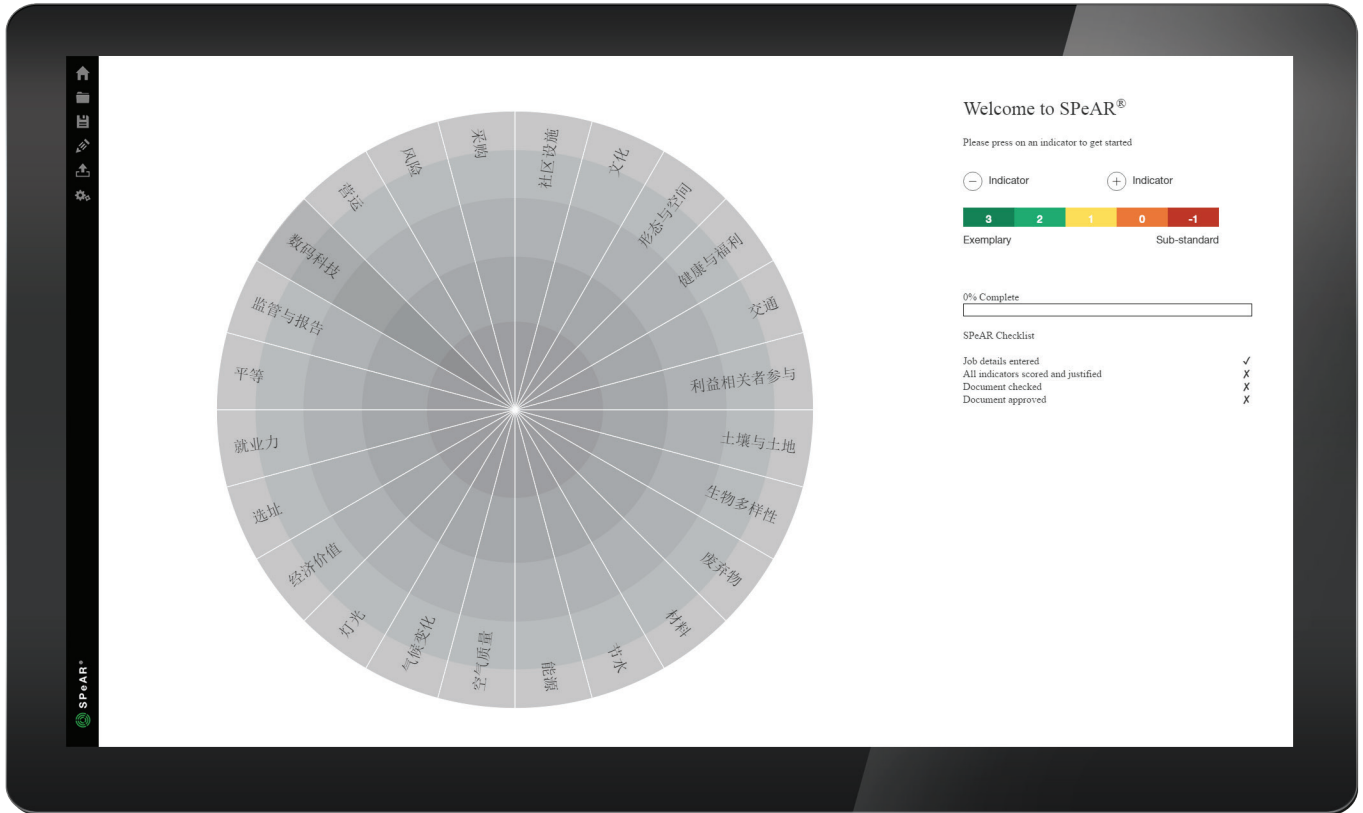 Welcome to SPeAR®
Please press on an indicator to get started
− Indicator + Indicator
3 2 1 0 -1
Exemplary Sub-standard
0% Complete
SPeAR Checklist
Job details entered ✓
All indicators scored and justified ✗
Document checked ✗
Document approved ✗
社区设施
文化
形态与空间
健康与福利
交通
利益相关者参与
土壤与土地
生物多样性
废弃物
材料
节水
能源
空气质量
气候变化
灯光
经济价值
选址
就业力
平等
监管与报告
数码科技
营运
风险
采购
SPeAR®